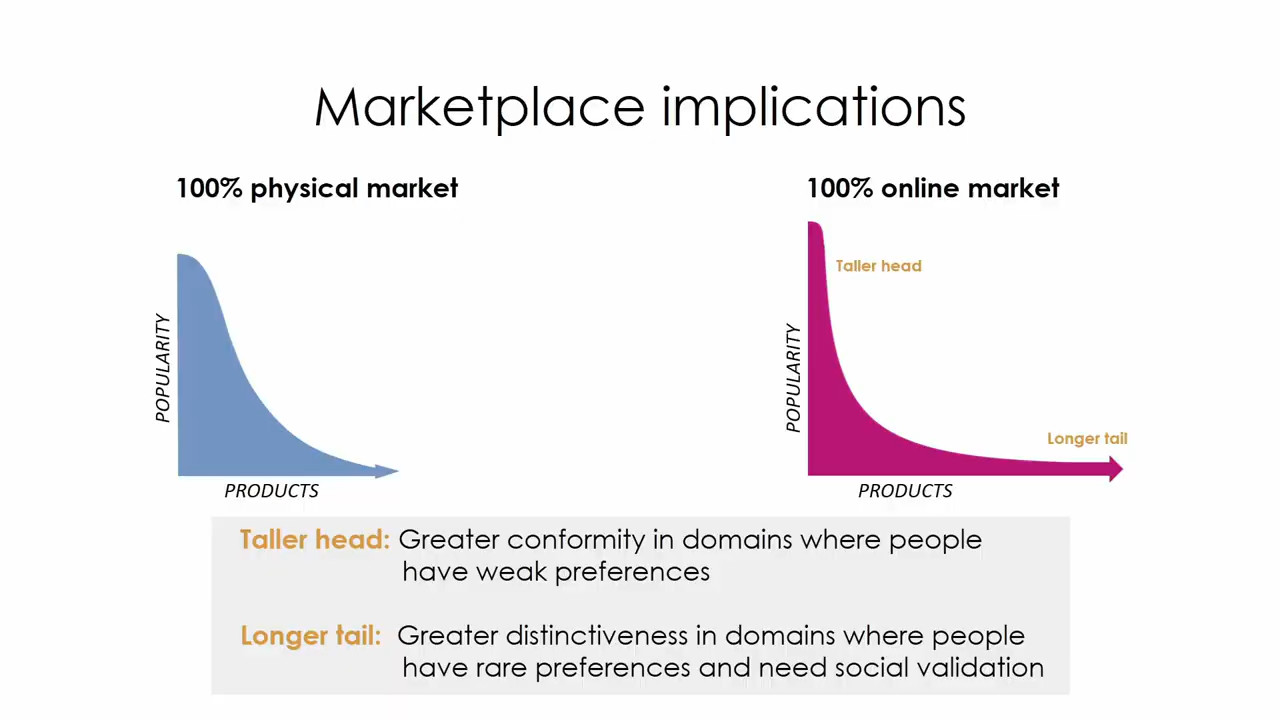 Marketplace implications
100% physical market
100% online market
POPULARITY
PRODUCTS
Taller head
POPULARITY
Longer tail
PRODUCTS
Taller head: Greater conformity in domains where people
have weak preferences
Longer tail: Greater distinctiveness in domains where people
have rare preferences and need social validation